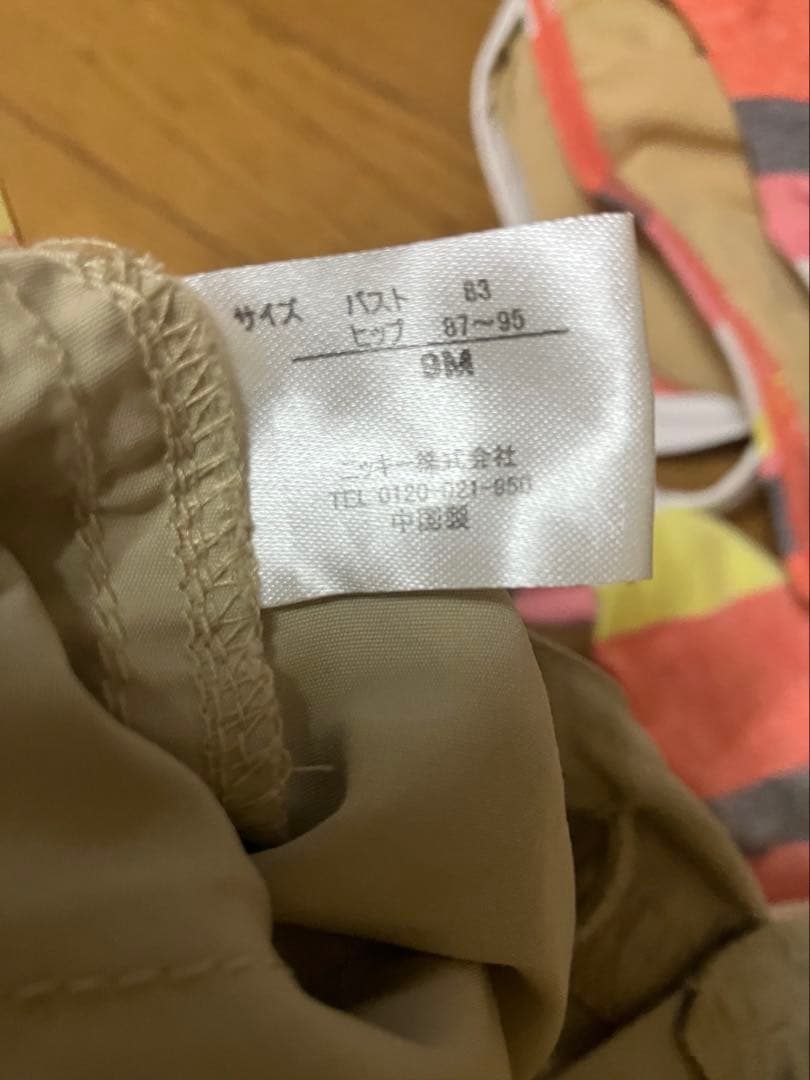 サイズ バスト 83
ヒップ 87～95
9M
ニッキー株式会社
TEL 0120-021-950
中国製